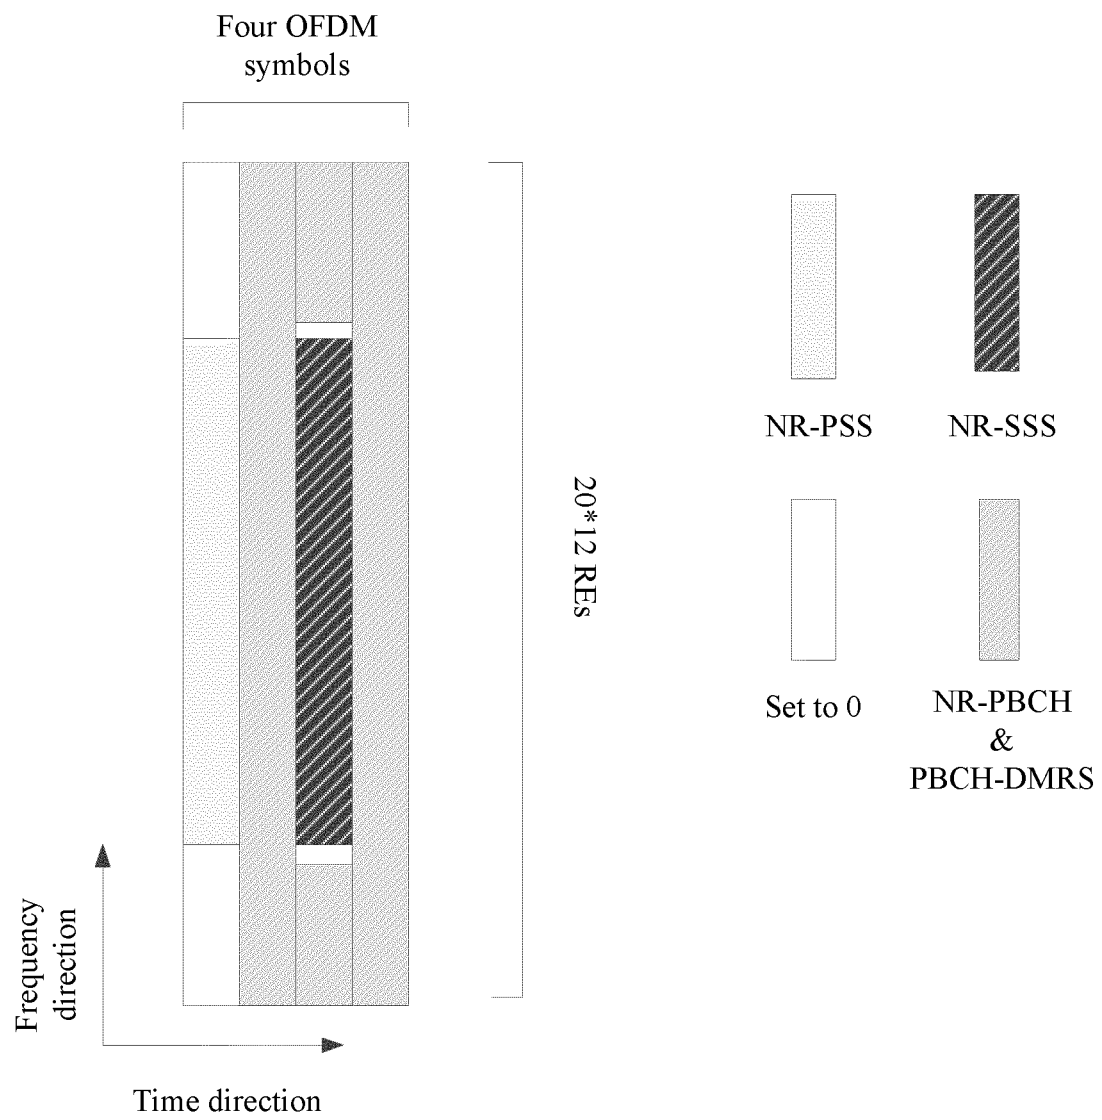 Four OFDM
symbols
20*12 REs
NR-PSS
NR-SSS
Set to 0
NR-PBCH
&
PBCH-DMRS
Frequency
direction
Time direction